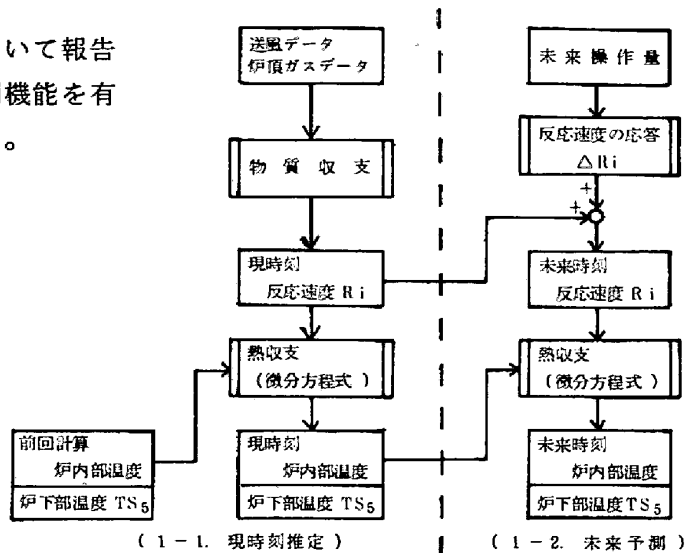 いて報告
機能を有
。
送風データ
炉頂ガスデータ
物質収支
現時刻
反応速度 Ri
熱収支
(微分方程式)
前回計算
炉内部温度
炉下部温度 TS5
現時刻
炉内部温度
炉下部温度 TS5
(1-1. 現時刻推定)
未来操作量
反応速度の応答
△Ri
+
+
未来時刻
反応速度 Ri
熱収支
(微分方程式)
未来時刻
炉内部温度
炉下部温度 TS5
(1-2. 未来予測)